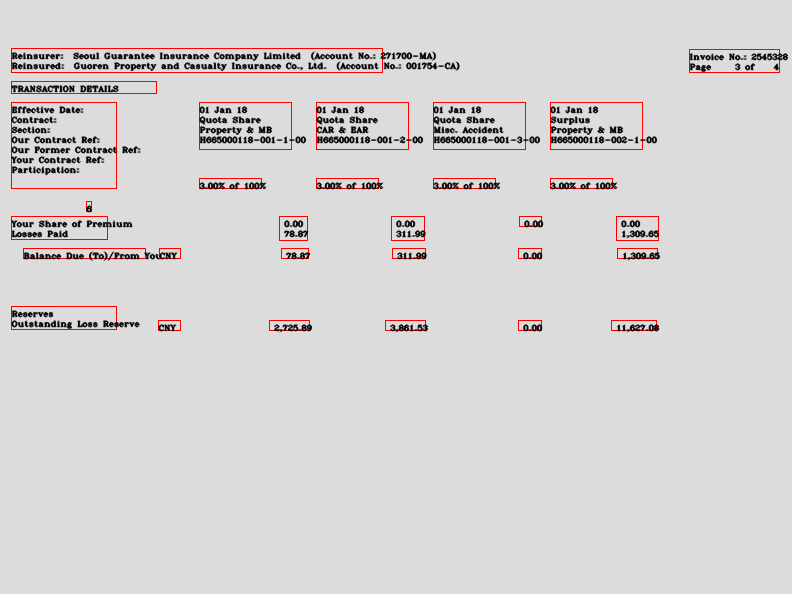 Reinsurer: Seoul Guarantee Insurance Company Limited (Account No.: 271700-MA) Invoice No.: 2545328
Reinsured: Guoren Property and Casualty Insurance Co., Ltd. (Account No.: 001754-CA) Page 3 of 4
TRANSACTION DETAILS
Effective Date: 01 Jan 18 01 Jan 18 01 Jan 18 01 Jan 18
Contract: Quota Share Quota Share Quota Share Surplus
Section: Property & MB CAR & EAR Misc. Accident Property & MB
Our Contract Ref: H665000118-001-1-00 H665000118-001-2-00 H665000118-001-3-00 H665000118-002-1-00
Our Former Contract Ref:
Your Contract Ref:
Participation:
3.00% of 100% 3.00% of 100% 3.00% of 100% 3.00% of 100%
6
Your Share of Premium 0.00 0.00 0.00 0.00
Losses Paid 78.87 311.99 1,309.65
Balance Due (To)/From You CNY 78.87 311.99 0.00 1,309.65
Reserves
Outstanding Loss Reserve CNY 2,725.89 3,861.53 0.00 11,627.08